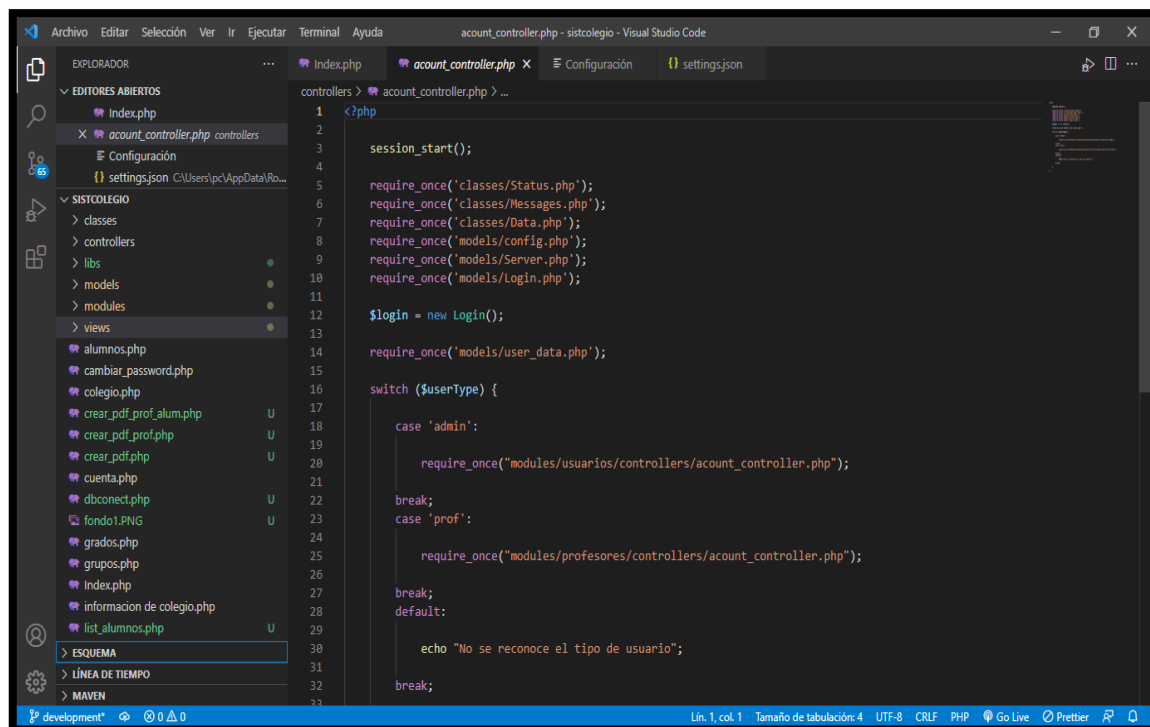 Archivo Editar Selección Ver Ir Ejecutar Terminal Ayuda
acount_controller.php - sistcolegio - Visual Studio Code
EXPLORADOR
EDITORES ABIERTOS
Index.php
acount_controller.php controllers
Configuración
{} settings.json C:\Users\pc\AppData\Ro...
SISTCOLEGIO
classes
controllers
libs
models
modules
views
alumnos.php
cambiar_password.php
colegio.php
crear_pdf_prof_alum.php U
crear_pdf_prof.php U
crear_pdf.php U
cuenta.php
dbconect.php U
fondo1.PNG U
grados.php
grupos.php
Index.php
informacion de colegio.php
list_alumnos.php U
ESQUEMA
LÍNEA DE TIEMPO
MAVEN
65
Index.php acount_controller.php Configuración {} settings.json
controllers > acount_controller.php > ...
1 <?php
2
3 session_start();
4
5 require_once('classes/Status.php');
6 require_once('classes/Messages.php');
7 require_once('classes/Data.php');
8 require_once('models/config.php');
9 require_once('models/Server.php');
10 require_once('models/Login.php');
11
12 $login = new Login();
13
14 require_once('models/user_data.php');
15
16 switch ($userType) {
17
18 case 'admin':
19
20 require_once("modules/usuarios/controllers/acount_controller.php");
21
22 break;
23 case 'prof':
24
25 require_once("modules/profesores/controllers/acount_controller.php");
26
27 break;
28 default:
29
30 echo "No se reconoce el tipo de usuario";
31
32 break;
33
development* 0 0 Lín. 1, col. 1 Tamaño de tabulación: 4 UTF-8 CRLF PHP Go Live Prettier